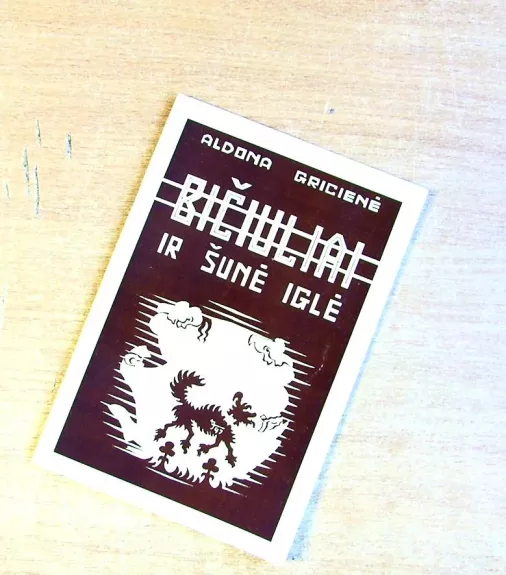 ALDONA GRICIENĖ
BIČIULIAI
IR ŠUNĖ IGLĖ